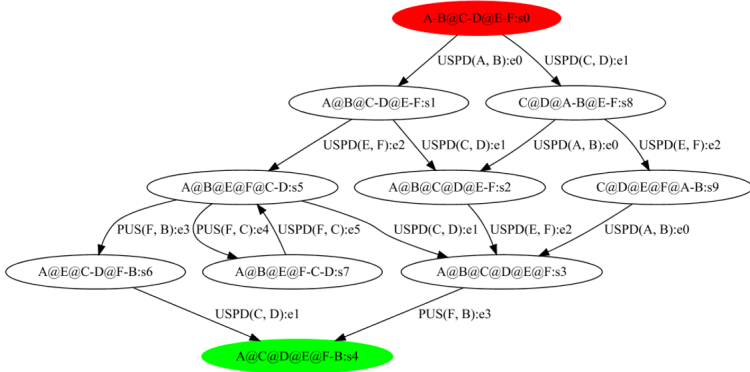 A-B@C-D@E-F:s0
USPD(A, B):e0
USPD(C, D):e1
A@B@C-D@E-F:s1
C@D@A-B@E-F:s8
USPD(E, F):e2
USPD(C, D):e1
USPD(A, B):e0
USPD(E, F):e2
A@B@E@F@C-D:s5
A@B@C@D@E-F:s2
C@D@E@F@A-B:s9
PUS(F, B):e3
PUS(F, C):e4
USPD(F, C):e5
USPD(C, D):e1
USPD(E, F):e2
USPD(A, B):e0
A@E@C-D@F-B:s6
A@B@E@F-C-D:s7
A@B@C@D@E@F:s3
USPD(C, D):e1
PUS(F, B):e3
A@C@D@E@F-B:s4